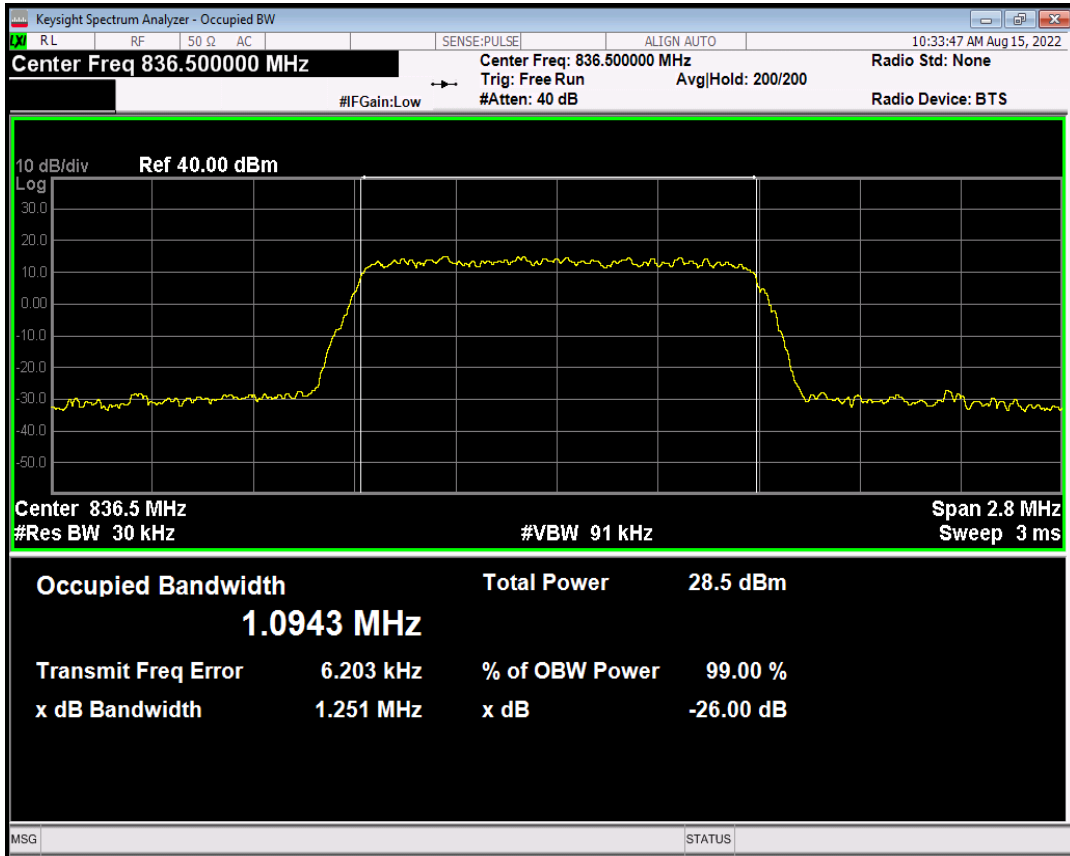 Keysight Spectrum Analyzer - Occupied BW
LXI RL RF 50 Ω AC SENSE:PULSE ALIGN AUTO 10:33:47 AM Aug 15, 2022
Center Freq 836.500000 MHz Center Freq: 836.500000 MHz Radio Std: None
Trig: Free Run Avg|Hold: 200/200
#IFGain:Low #Atten: 40 dB Radio Device: BTS
10 dB/div Ref 40.00 dBm
Log
30.0
20.0
10.0
0.00
-10.0
-20.0
-30.0
-40.0
-50.0
Center 836.5 MHz Span 2.8 MHz
#Res BW 30 kHz #VBW 91 kHz Sweep 3 ms
Occupied Bandwidth Total Power 28.5 dBm
1.0943 MHz
Transmit Freq Error 6.203 kHz % of OBW Power 99.00 %
x dB Bandwidth 1.251 MHz x dB -26.00 dB
MSG STATUS